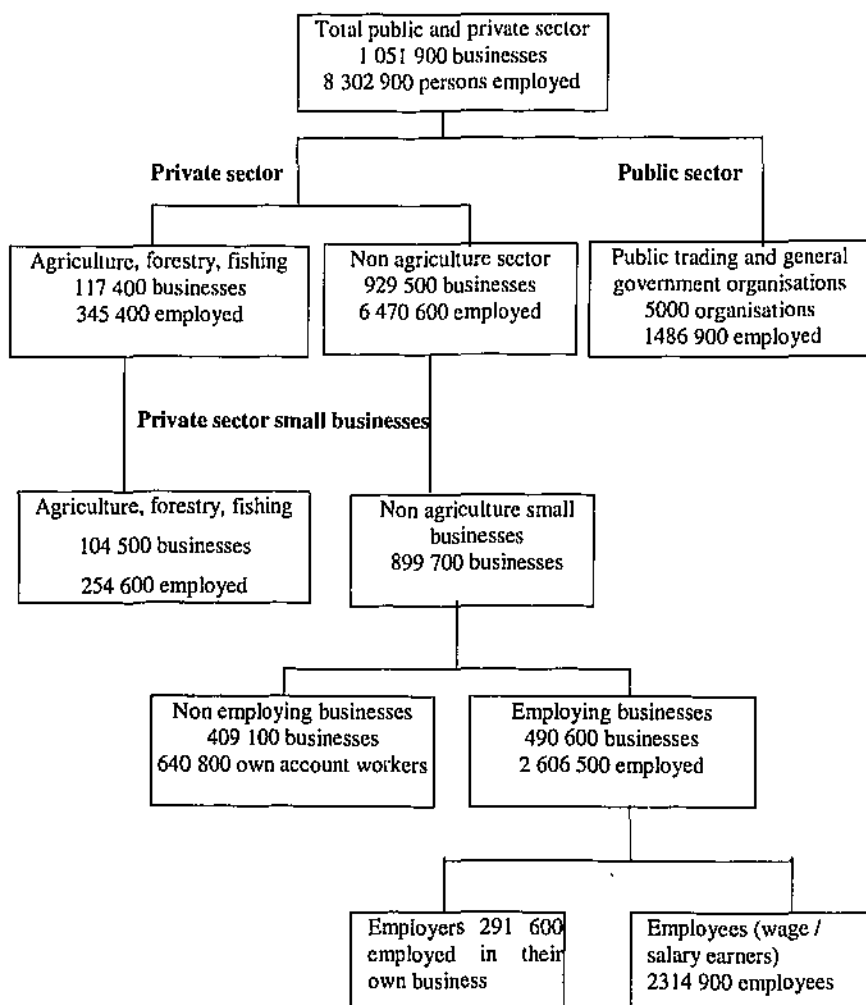 Total public and private sector
1 051 900 businesses
8 302 900 persons employed
Private sector
Public sector
Agriculture, forestry, fishing
117 400 businesses
345 400 employed
Non agriculture sector
929 500 businesses
6 470 600 employed
Public trading and general
government organisations
5000 organisations
1486 900 employed
Private sector small businesses
Agriculture, forestry, fishing
104 500 businesses
254 600 employed
Non agriculture small
businesses
899 700 businesses
Non employing businesses
409 100 businesses
640 800 own account workers
Employing businesses
490 600 businesses
2 606 500 employed
Employers 291 600
employed in their
own business
Employees (wage /
salary earners)
2314 900 employees